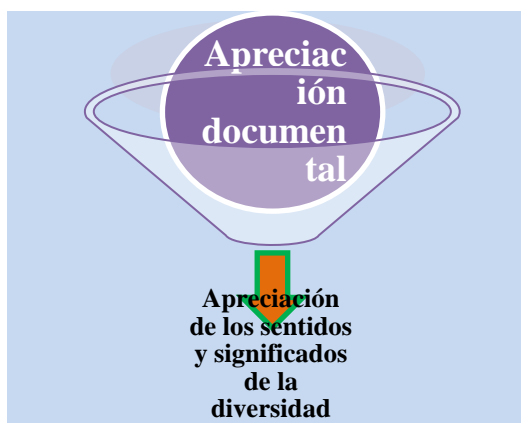 Apreciac
ión
documen
tal
Apreciación
de los sentidos
y significados
de la
diversidad